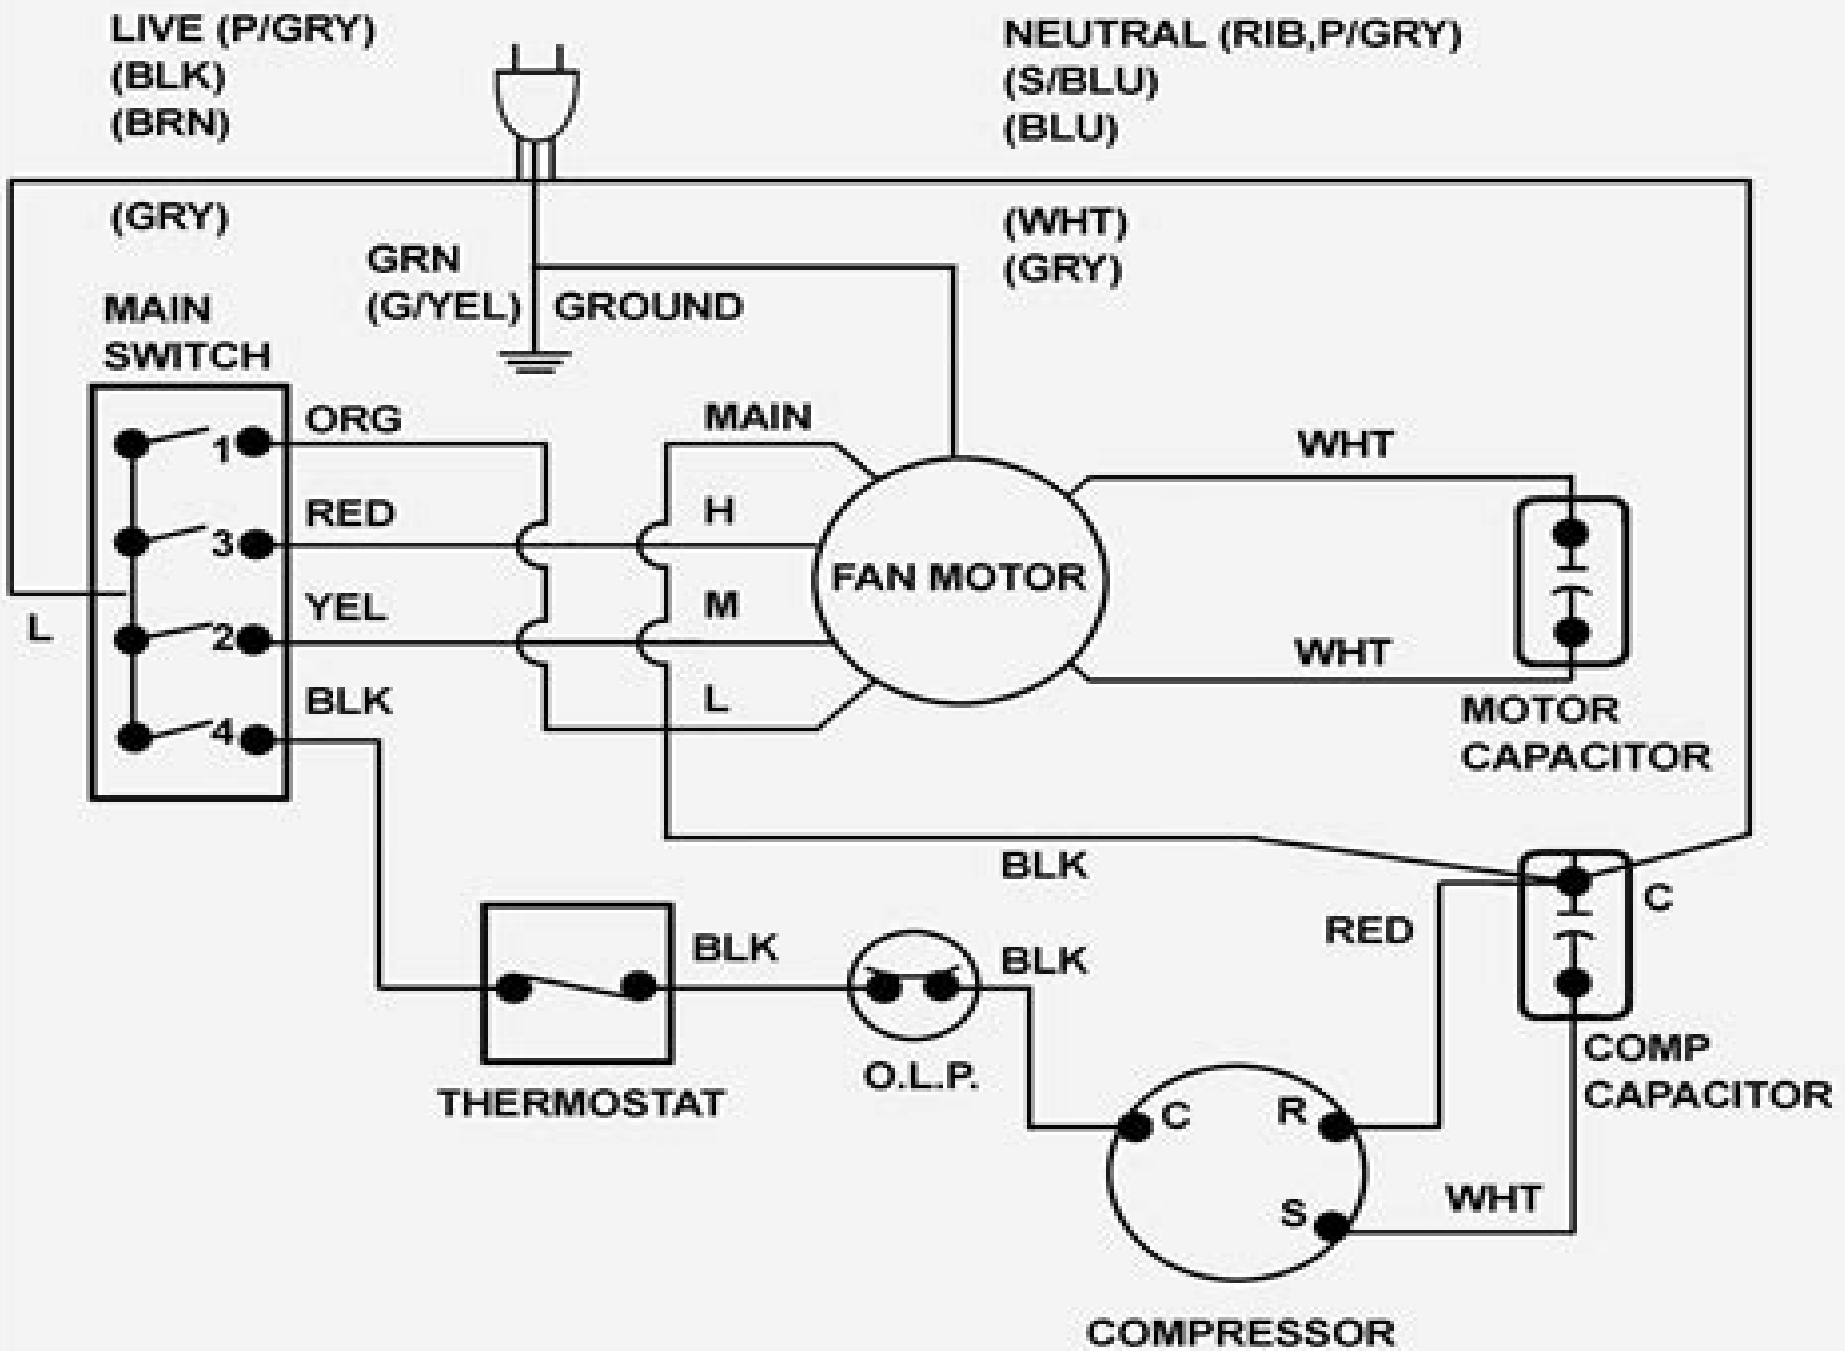 LIVE (P/GRY)
(BLK)
(BRN)
NEUTRAL (RIB,P/GRY)
(S/BLU)
(BLU)
(GRY)
(WHT)
(GRY)
GRN
(G/YEL)
GROUND
MAIN
SWITCH
L
1
3
2
4
ORG
RED
YEL
BLK
MAIN
H
M
L
FAN MOTOR
WHT
WHT
MOTOR
CAPACITOR
BLK
THERMOSTAT
BLK
O.L.P.
BLK
RED
C
COMP
CAPACITOR
C
R
S
WHT
COMPRESSOR